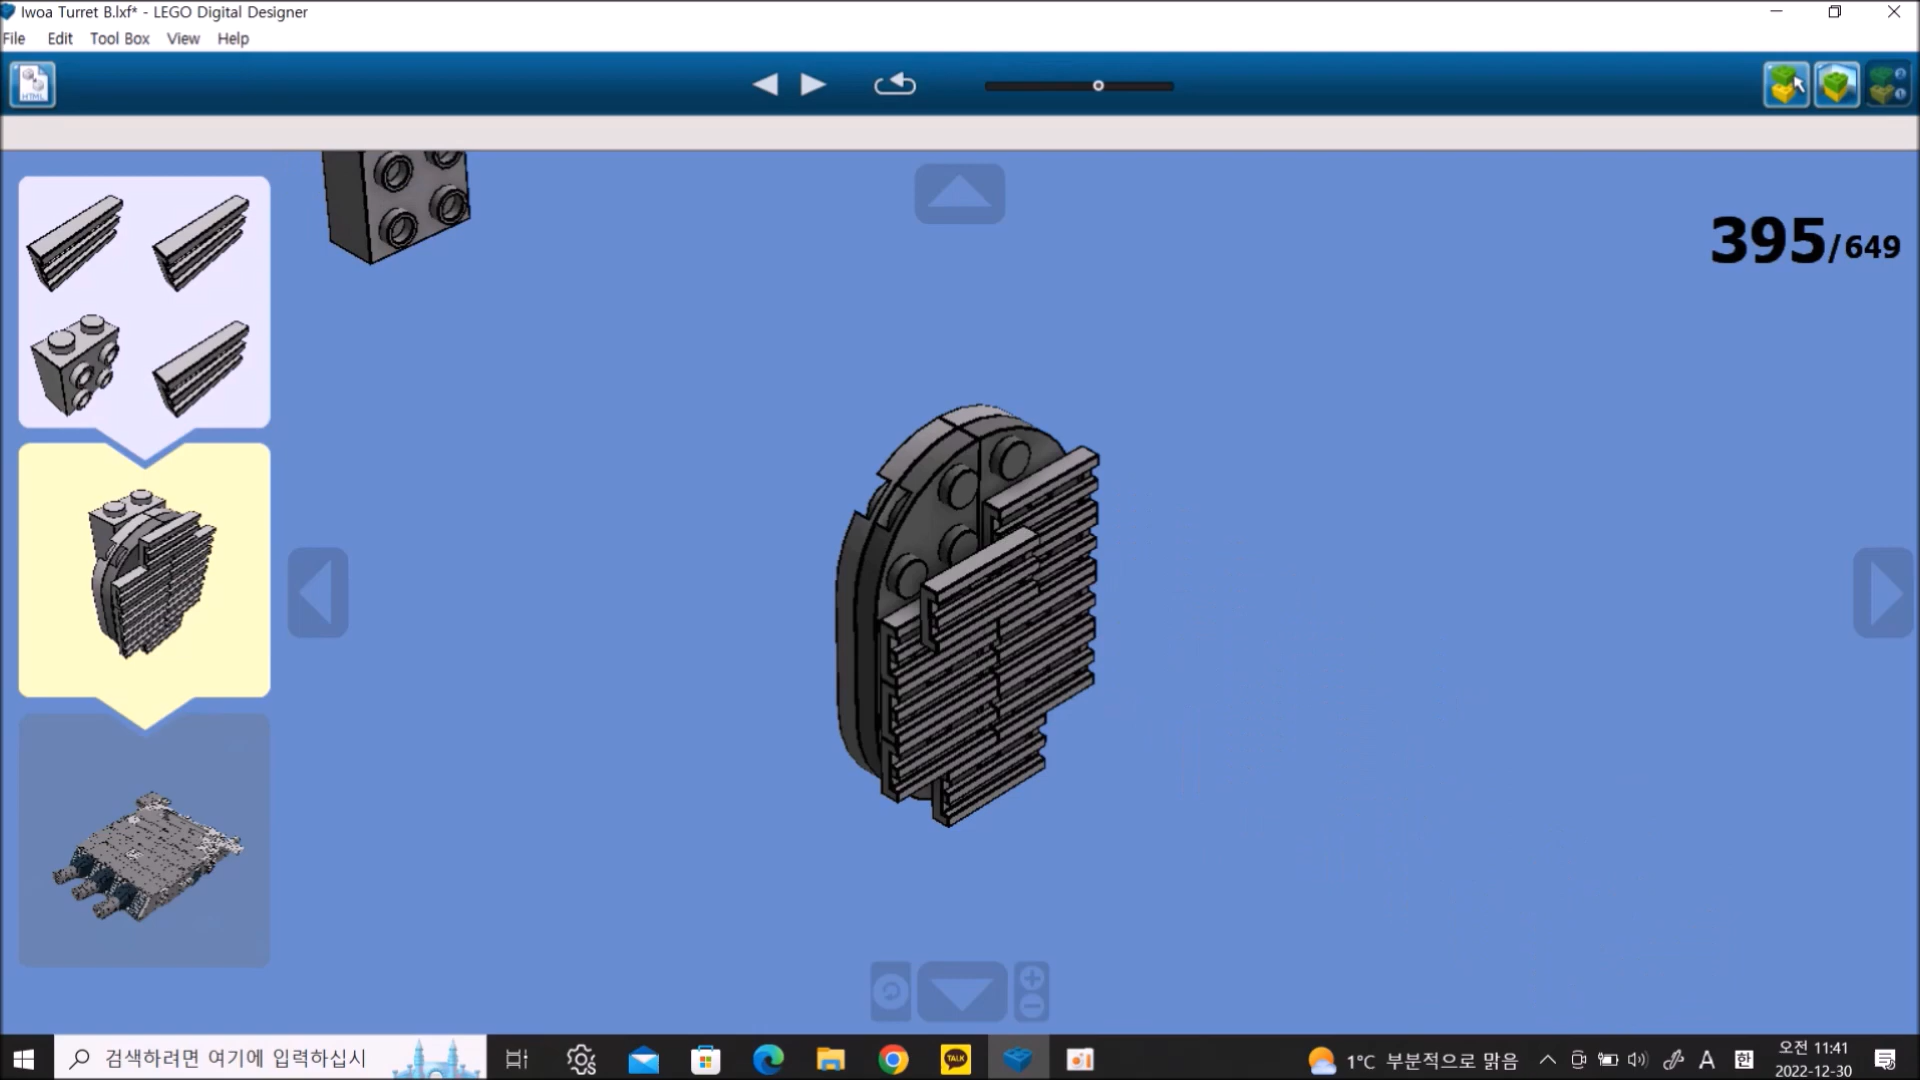 Iwoa Turret B.lxf* - LEGO Digital Designer
File Edit Tool Box View Help
HTML
395/649
검색하려면 여기에 입력하십시
TALK
1°C 부분적으로 맑음
A
한
오전 11:41
2022-12-30